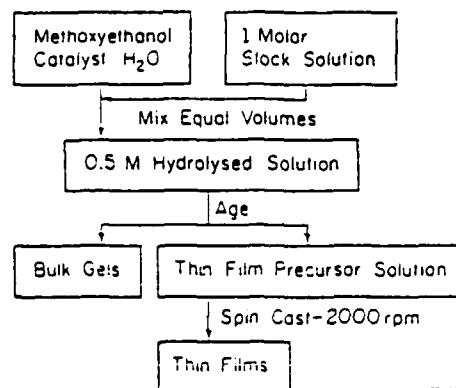 Methoxyethanol
Catalyst H₂O
1 Molar
Stock Solution
Mix Equal Volumes
0.5 M Hydrolysed Solution
Age
Bulk Gels
Thin Film Precursor Solution
Spin Cast-2000 rpm
Thin Films